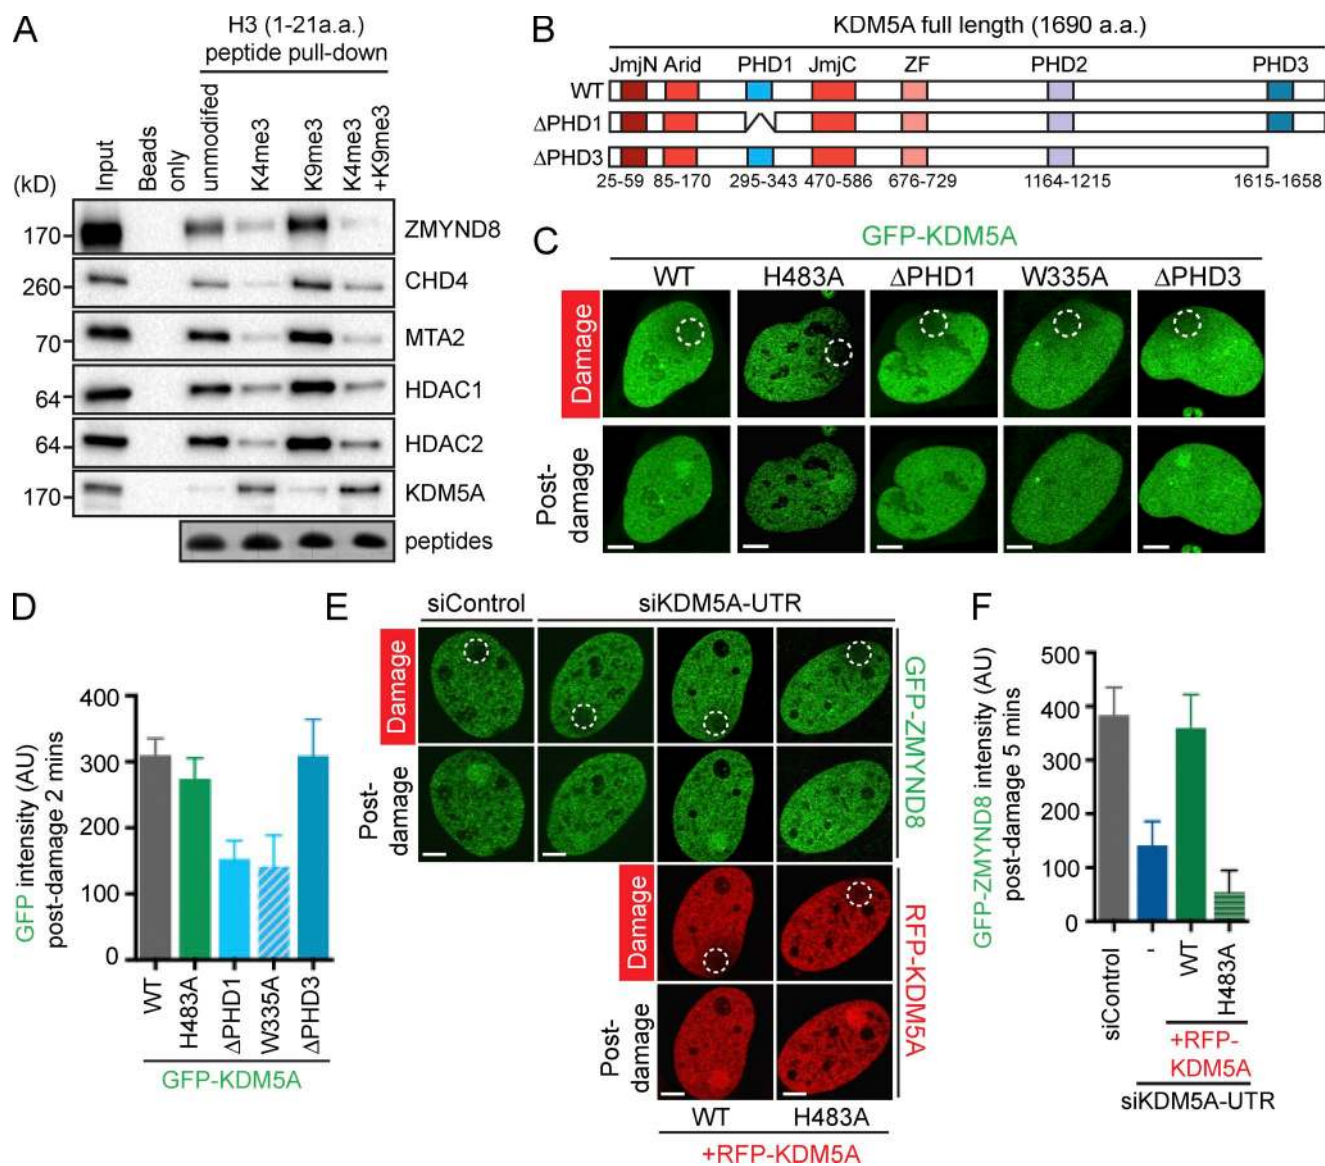 A
H3 (1-21a.a.)
peptide pull-down
(kD)
Input
Beads
only
unmodifed
K4me3
K9me3
K4me3
+K9me3
170
ZMYND8
260
CHD4
70
MTA2
64
HDAC1
64
HDAC2
170
KDM5A
peptides
B
KDM5A full length (1690 a.a.)
JmjN Arid PHD1 JmjC ZF PHD2 PHD3
WT
ΔPHD1
ΔPHD3
25-59 85-170 295-343 470-586 676-729 1164-1215 1615-1658
C
GFP-KDM5A
WT H483A ΔPHD1 W335A ΔPHD3
Damage
Post-
damage
D
GFP intensity (AU)
post-damage 2 mins
400
300
200
100
0
WT
H483A
ΔPHD1
W335A
ΔPHD3
GFP-KDM5A
E
siControl siKDM5A-UTR
Damage
Post-
damage
GFP-ZMYND8
Damage
Post-
damage
RFP-KDM5A
WT H483A
+RFP-KDM5A
F
GFP-ZMYND8 intensity (AU)
post-damage 5 mins
500
400
300
200
100
0
siControl
-
WT
H483A
+RFP-
KDM5A
siKDM5A-UTR